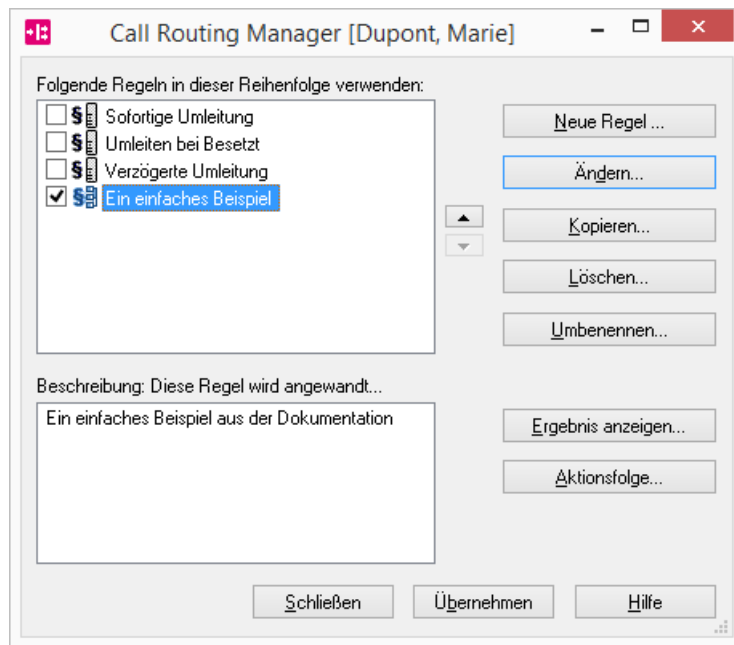 Call Routing Manager [Dupont, Marie]
Folgende Regeln in dieser Reihenfolge verwenden:
§ Sofortige Umleitung
§ Umleiten bei Besetzt
§ Verzögerte Umleitung
§ Ein einfaches Beispiel
Neue Regel ...
Ändern...
Kopieren...
Löschen...
Umbenennen...
Beschreibung: Diese Regel wird angewandt...
Ein einfaches Beispiel aus der Dokumentation
Ergebnis anzeigen...
Aktionsfolge...
Schließen Übernehmen Hilfe